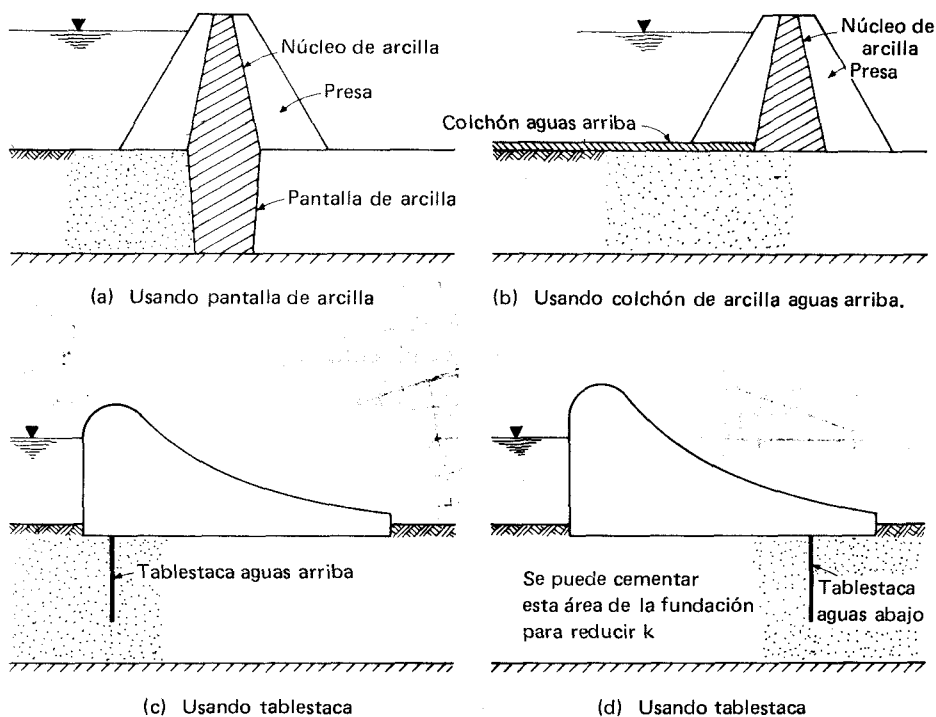 Núcleo de arcilla
Presa
Pantalla de arcilla
(a) Usando pantalla de arcilla
Núcleo de
arcilla
Presa
Colchón aguas arriba
(b) Usando colchón de arcilla aguas arriba.
Tablestaca aguas arriba
(c) Usando tablestaca
Se puede cementar
esta área de la fundación
para reducir k
Tablestaca
aguas abajo
(d) Usando tablestaca